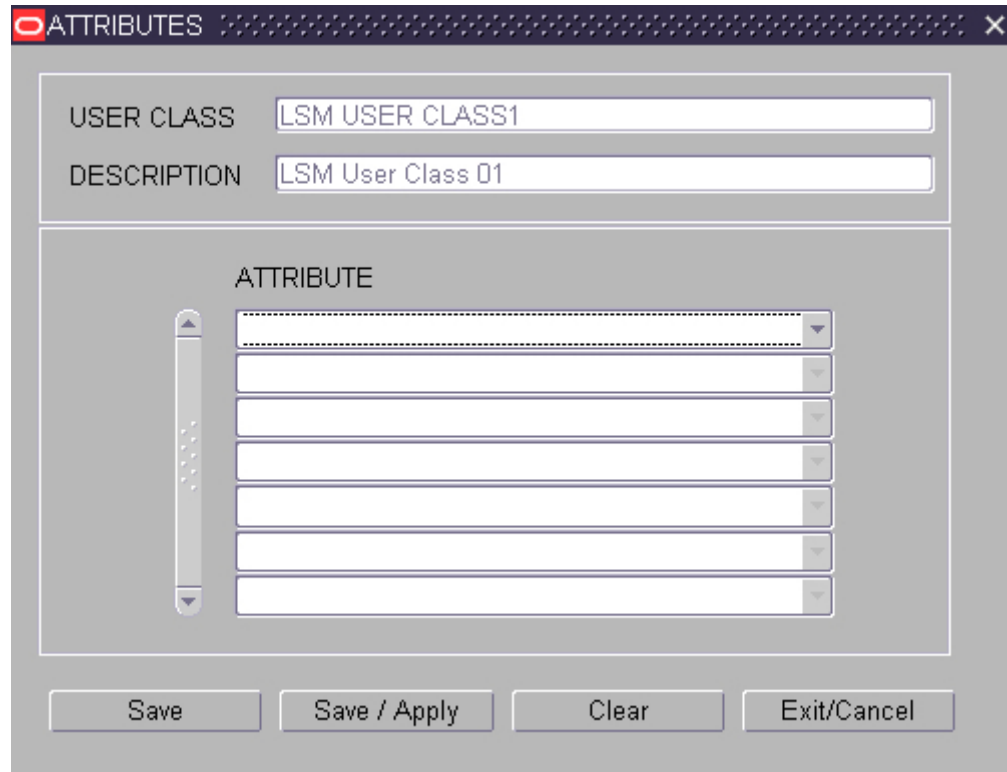 ATTRIBUTES
USER CLASS LSM USER CLASS1
DESCRIPTION LSM User Class 01
ATTRIBUTE
Save Save / Apply Clear Exit/Cancel